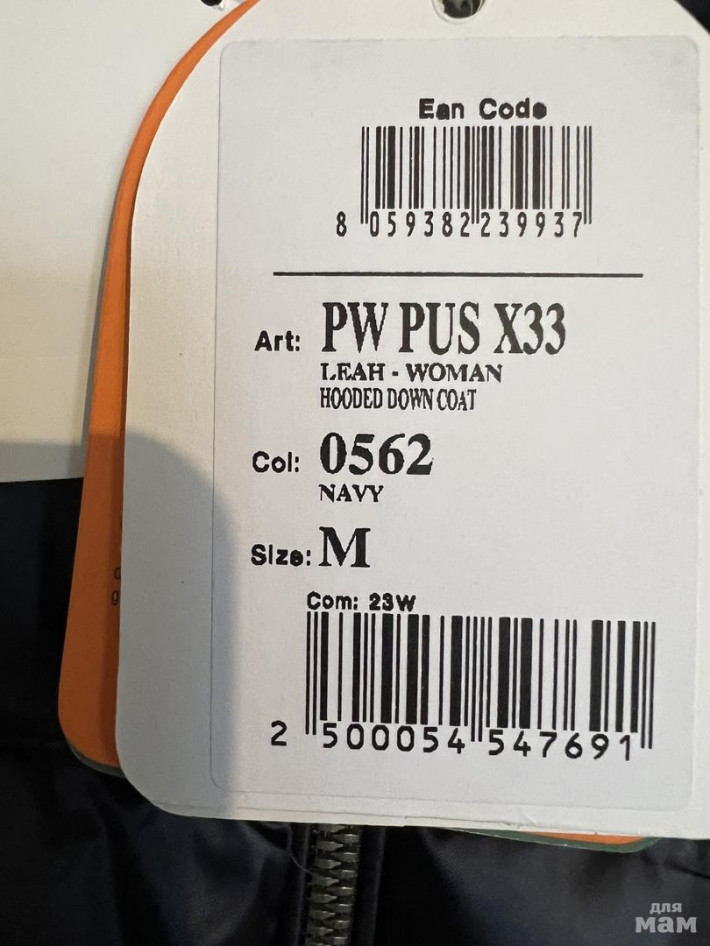 Ean Code
8 059382 239937
Art: PW PUS X33
LEAH - WOMAN
HOODED DOWN COAT
Col: 0562
NAVY
Size: M
Com: 23W
2 500054 547691
для
мам